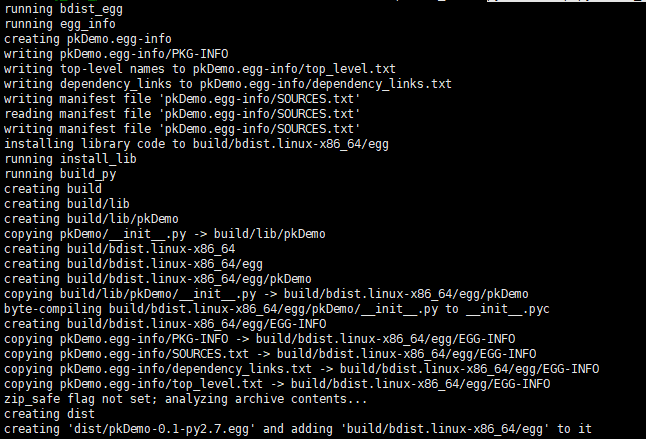 running bdist_egg
running egg_info
creating pkDemo.egg-info
writing pkDemo.egg-info/PKG-INFO
writing top-level names to pkDemo.egg-info/top_level.txt
writing dependency_links to pkDemo.egg-info/dependency_links.txt
writing manifest file 'pkDemo.egg-info/SOURCES.txt'
reading manifest file 'pkDemo.egg-info/SOURCES.txt'
writing manifest file 'pkDemo.egg-info/SOURCES.txt'
installing library code to build/bdist.linux-x86_64/egg
running install_lib
running build_py
creating build
creating build/lib
creating build/lib/pkDemo
copying pkDemo/__init__.py -> build/lib/pkDemo
creating build/bdist.linux-x86_64
creating build/bdist.linux-x86_64/egg
creating build/bdist.linux-x86_64/egg/pkDemo
copying build/lib/pkDemo/__init__.py -> build/bdist.linux-x86_64/egg/pkDemo
byte-compiling build/bdist.linux-x86_64/egg/pkDemo/__init__.py to __init__.pyc
creating build/bdist.linux-x86_64/egg/EGG-INFO
copying pkDemo.egg-info/PKG-INFO -> build/bdist.linux-x86_64/egg/EGG-INFO
copying pkDemo.egg-info/SOURCES.txt -> build/bdist.linux-x86_64/egg/EGG-INFO
copying pkDemo.egg-info/dependency_links.txt -> build/bdist.linux-x86_64/egg/EGG-INFO
copying pkDemo.egg-info/top_level.txt -> build/bdist.linux-x86_64/egg/EGG-INFO
zip_safe flag not set; analyzing archive contents...
creating dist
creating 'dist/pkDemo-0.1-py2.7.egg' and adding 'build/bdist.linux-x86_64/egg' to it